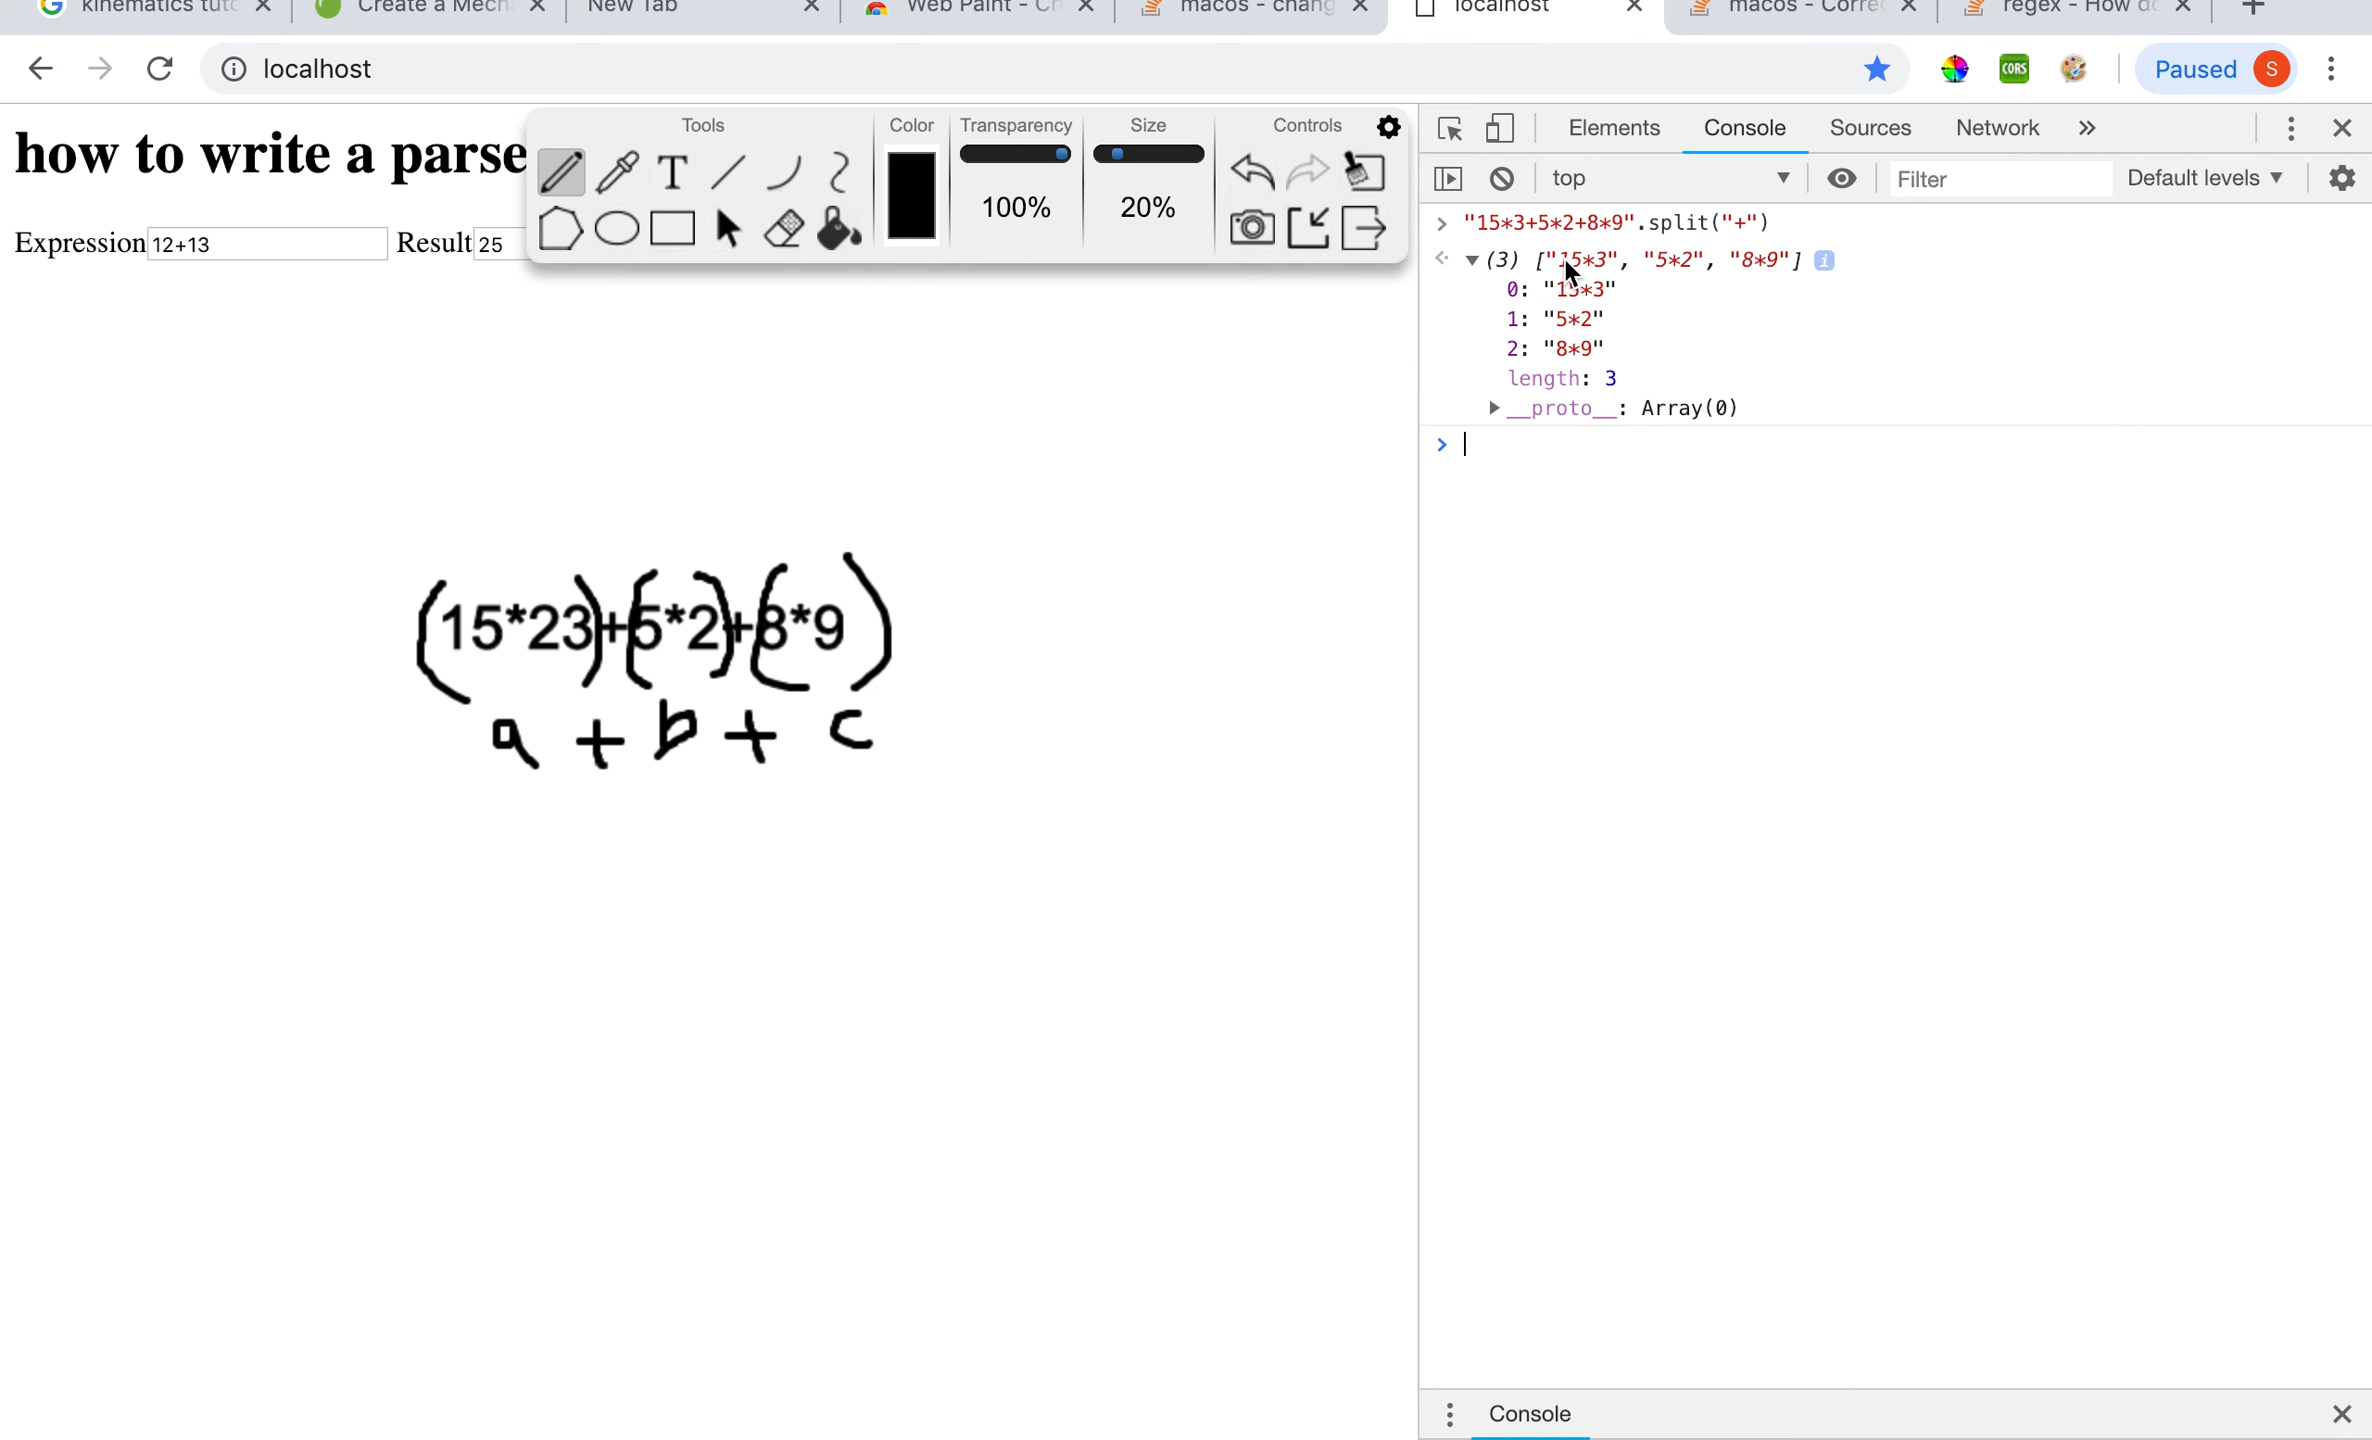 kinematics tuto
Create a Mech
New Tab
Web Paint - Ch
macos - chang
localhost
macos - Corre
regex - How do
localhost
CORS
Paused S
how to write a parse
Expression 12+13 Result 25
Tools Color Transparency Size Controls
T
100% 20%
(15*23)+(5*2)+(8*9)
a + b + c
Elements Console Sources Network »
top Filter Default levels
> "15*3+5*2+8*9".split("+")
(3) ["15*3", "5*2", "8*9"] i
0: "15*3"
1: "5*2"
2: "8*9"
length: 3
__proto__: Array(0)
>
Console